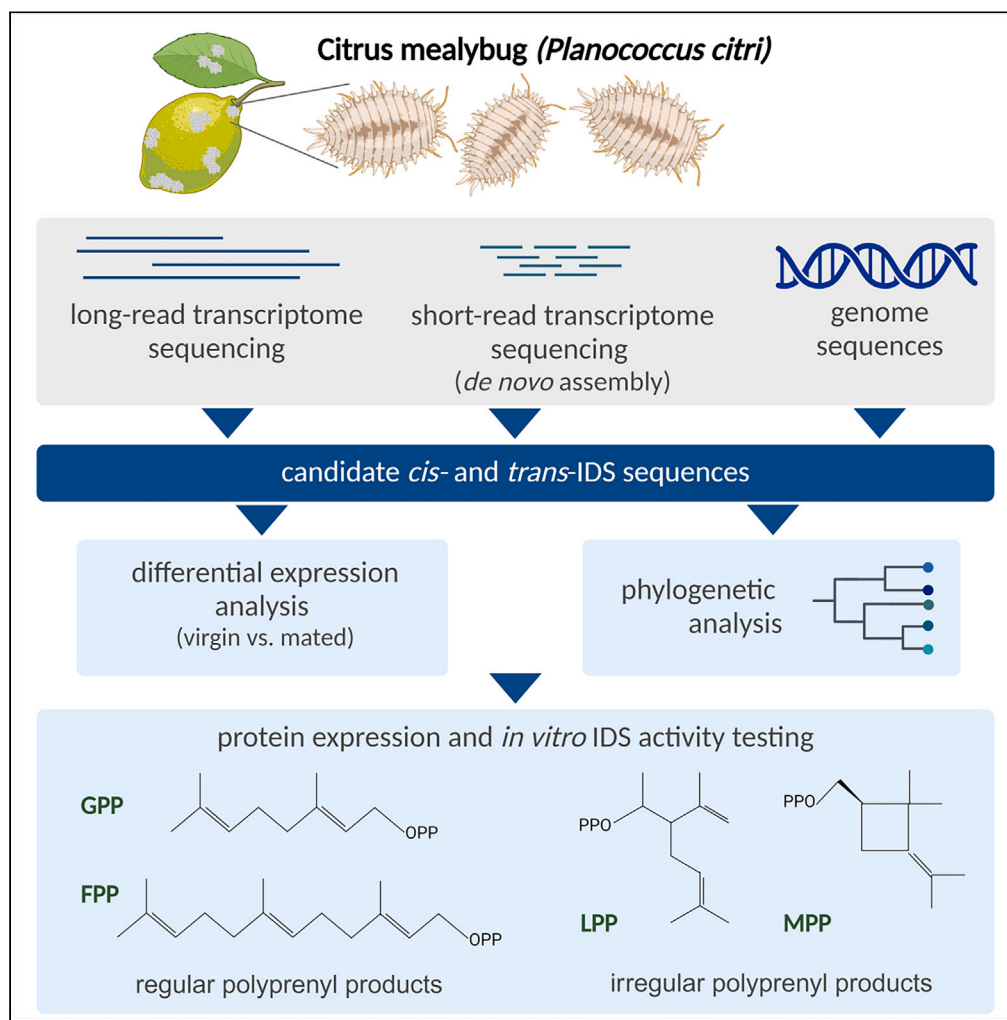 Citrus mealybug (Planococcus citri)
long-read transcriptome
sequencing
short-read transcriptome
sequencing
(de novo assembly)
genome
sequences
candidate cis- and trans-IDS sequences
differential expression
analysis
(virgin vs. mated)
phylogenetic
analysis
protein expression and in vitro IDS activity testing
GPP
OPP
FPP
OPP
regular polyprenyl products
PPO
LPP
PPO
MPP
irregular polyprenyl products